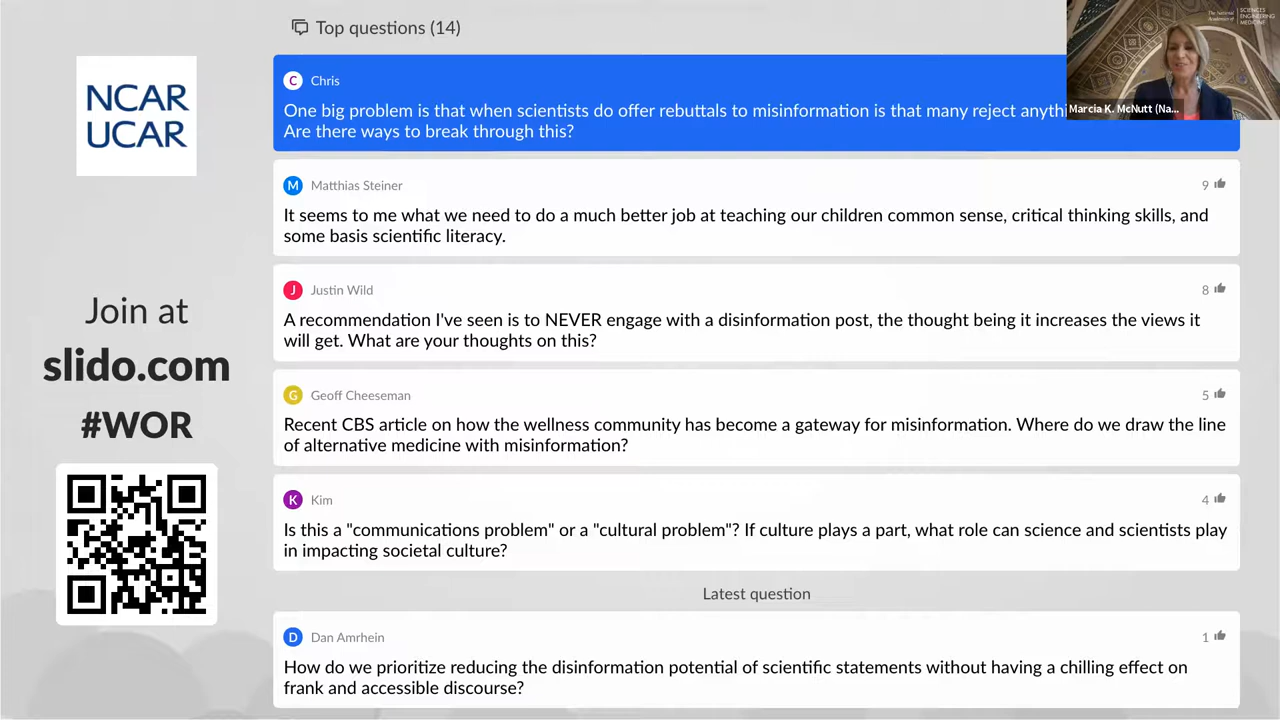 Top questions (14)
NCAR
UCAR
Join at
slido.com
#WOR
C Chris
One big problem is that when scientists do offer rebuttals to misinformation is that many reject
Are there ways to break through this?
The National Academies of
SCIENCES
ENGINEERING
MEDICINE
Marcia K. McNutt (Na...
M Matthias Steiner 9
It seems to me what we need to do a much better job at teaching our children common sense, critical thinking skills, and
some basis scientific literacy.
J Justin Wild 8
A recommendation I've seen is to NEVER engage with a disinformation post, the thought being it increases the views it
will get. What are your thoughts on this?
G Geoff Cheeseman 5
Recent CBS article on how the wellness community has become a gateway for misinformation. Where do we draw the line
of alternative medicine with misinformation?
K Kim 4
Is this a "communications problem" or a "cultural problem"? If culture plays a part, what role can science and scientists play
in impacting societal culture?
Latest question
D Dan Amrhein 1
How do we prioritize reducing the disinformation potential of scientific statements without having a chilling effect on
frank and accessible discourse?